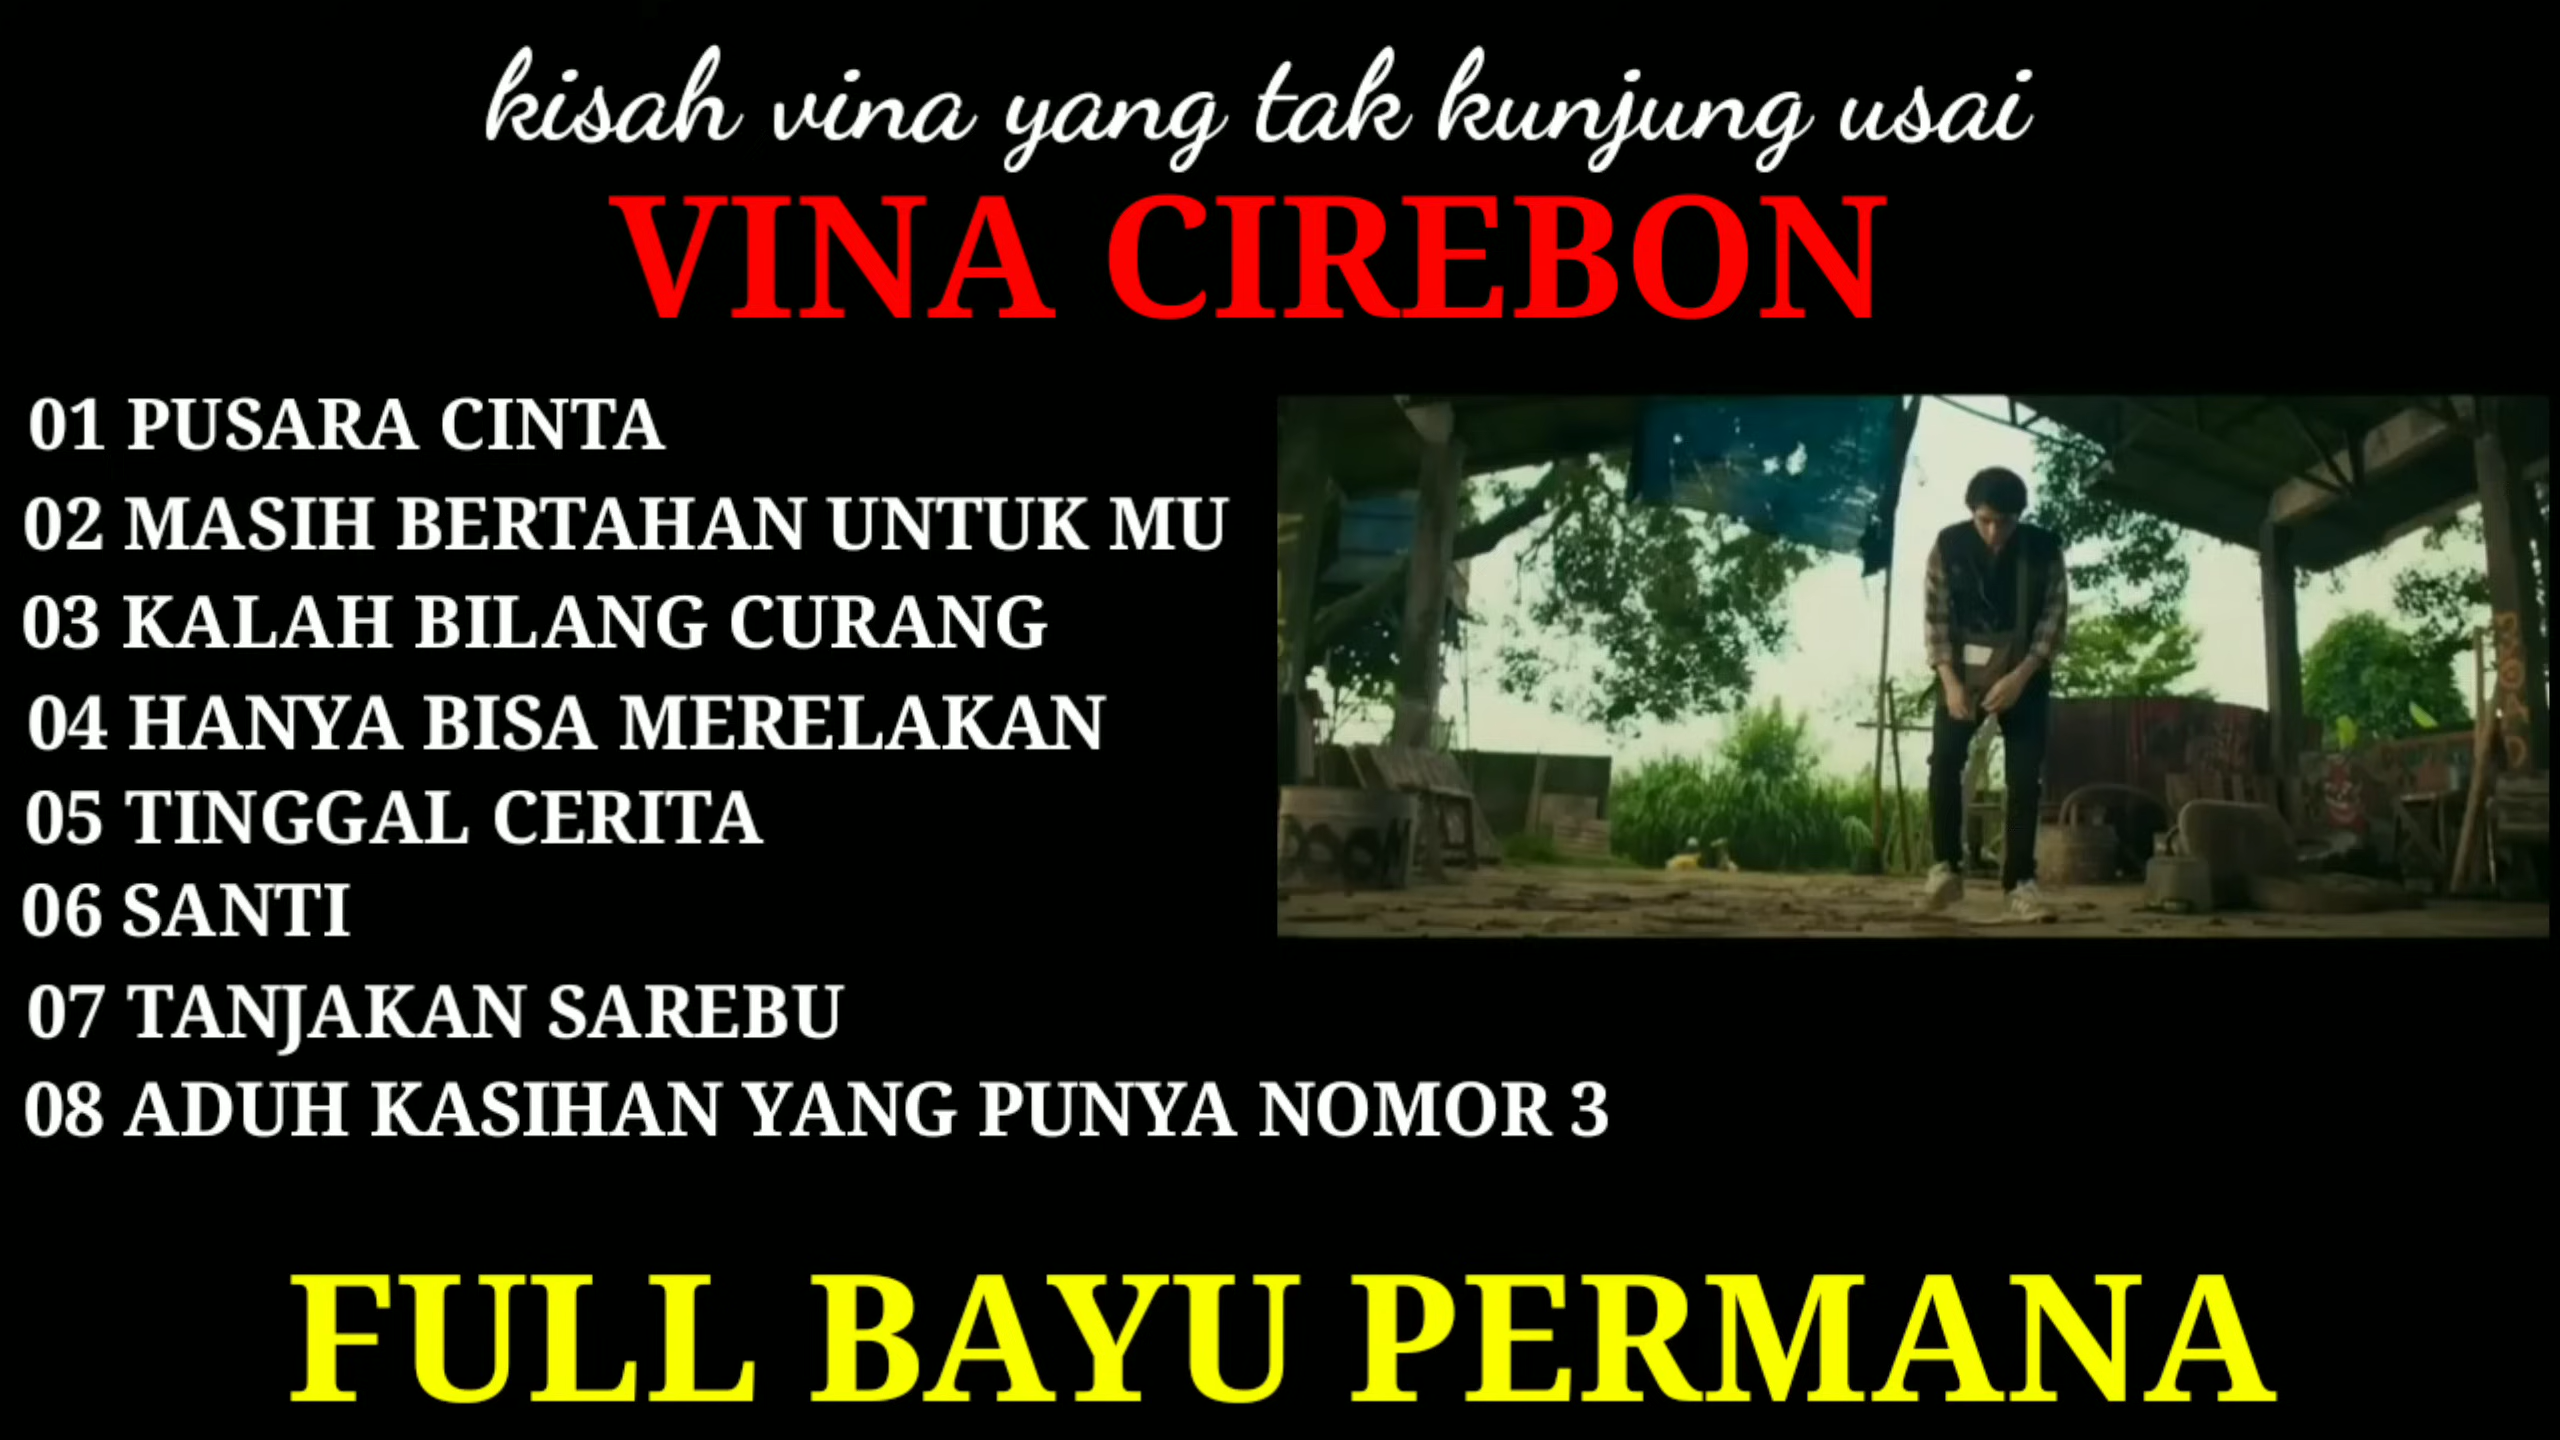 kisah vina yang tak kunjung usai
VINA CIREBON
01 PUSARA CINTA
02 MASIH BERTAHAN UNTUK MU
03 KALAH BILANG CURANG
04 HANYA BISA MERELAKAN
05 TINGGAL CERITA
06 SANTI
07 TANJAKAN SAREBU
08 ADUH KASIHAN YANG PUNYA NOMOR 3
FULL BAYU PERMANA